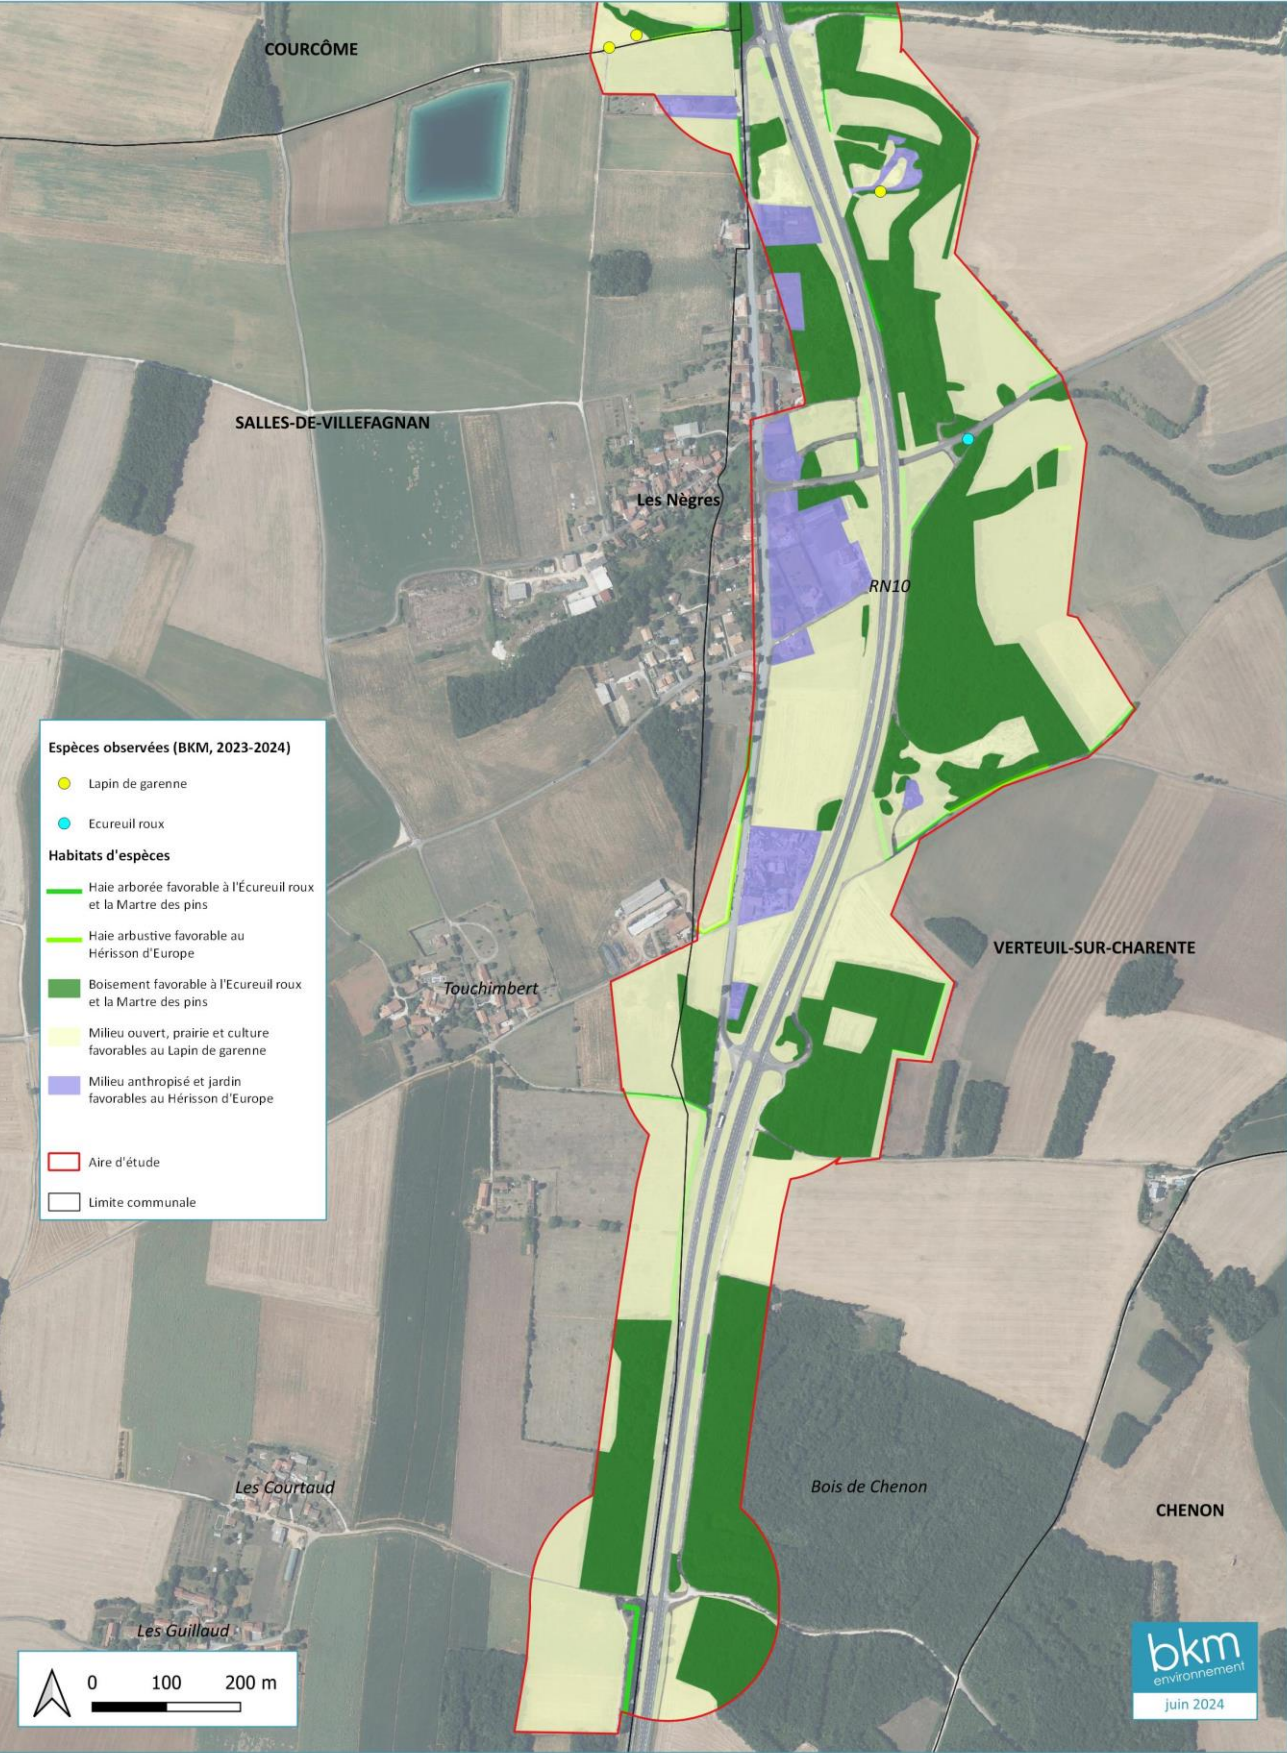 COURCÔME
SALLES-DE-VILLEFAGNAN
Les Nègres
RN10
Espèces observées (BKM, 2023-2024)
Lapin de garenne
Ecureuil roux
Habitats d'espèces
Haie arborée favorable à l'Écureuil roux
et la Martre des pins
Haie arbustive favorable au
Hérisson d'Europe
Boisement favorable à l'Ecureuil roux
et la Martre des pins
Milieu ouvert, prairie et culture
favorables au Lapin de garenne
Milieu anthropisé et jardin
favorables au Hérisson d'Europe
Aire d'étude
Limite communale
VERTEUIL-SUR-CHARENTE
Touchimbert
Les Courtaud
Bois de Chenon
CHENON
Les Guillaud
0 100 200 m
bkm
environnement
juin 2024